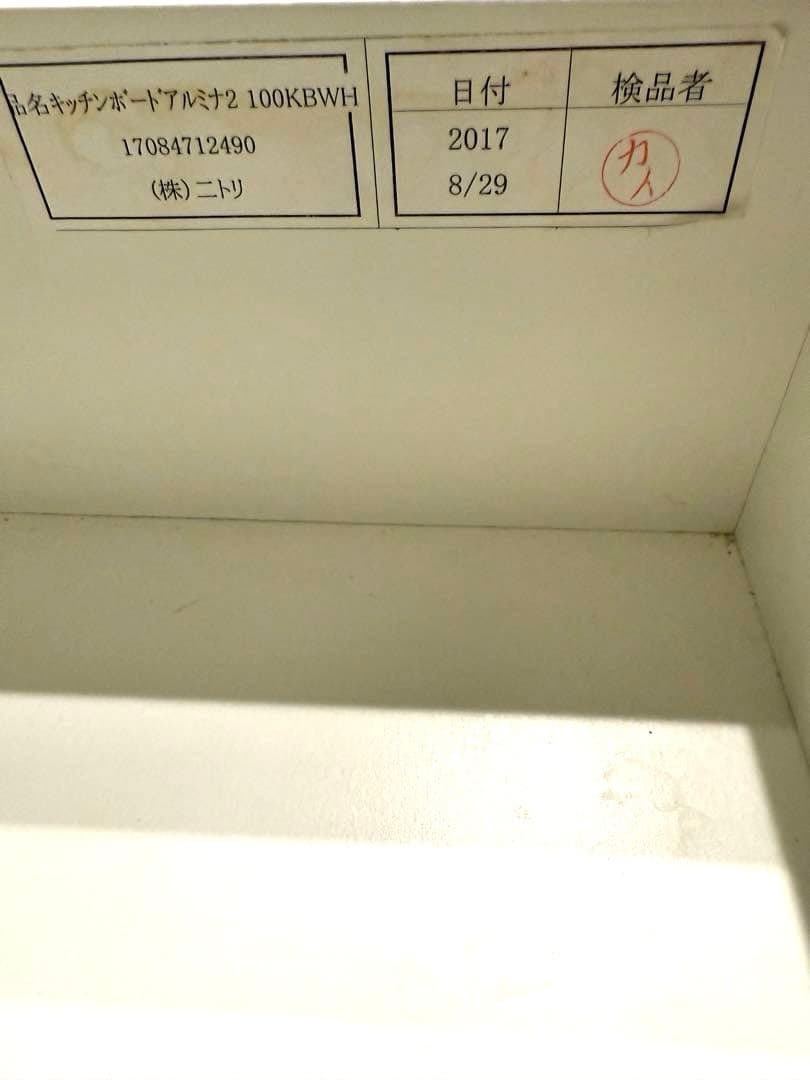 品名キッチンボードアルミナ2 100KBWH
17084712490
(株)ニトリ
日付 検品者
2017
8/29
カイ